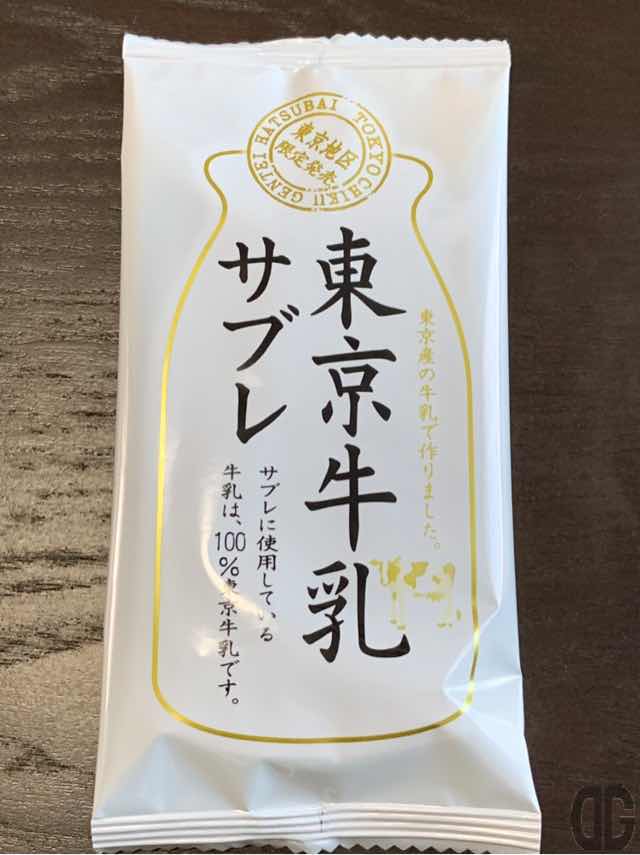 TOKYOCHIKU GENTEI HATSUBAI
東京地区
限定発売
東京産の牛乳で作りました。
東京牛乳
サブレ
サブレに使用している
牛乳は、100%東京牛乳です。
DG